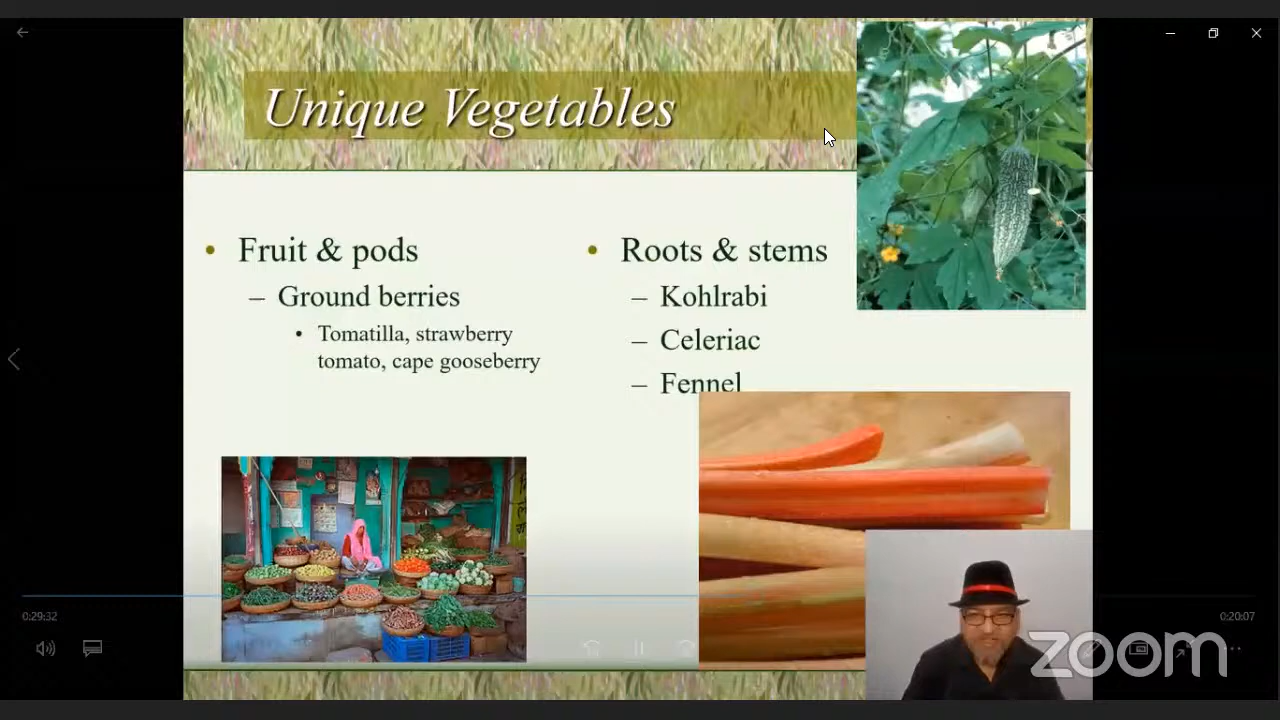 Unique Vegetables
• Fruit & pods
– Ground berries
• Tomatilla, strawberry
tomato, cape gooseberry
• Roots & stems
– Kohlrabi
– Celeriac
– Fennel
0:29:32
0:20:07
zoom